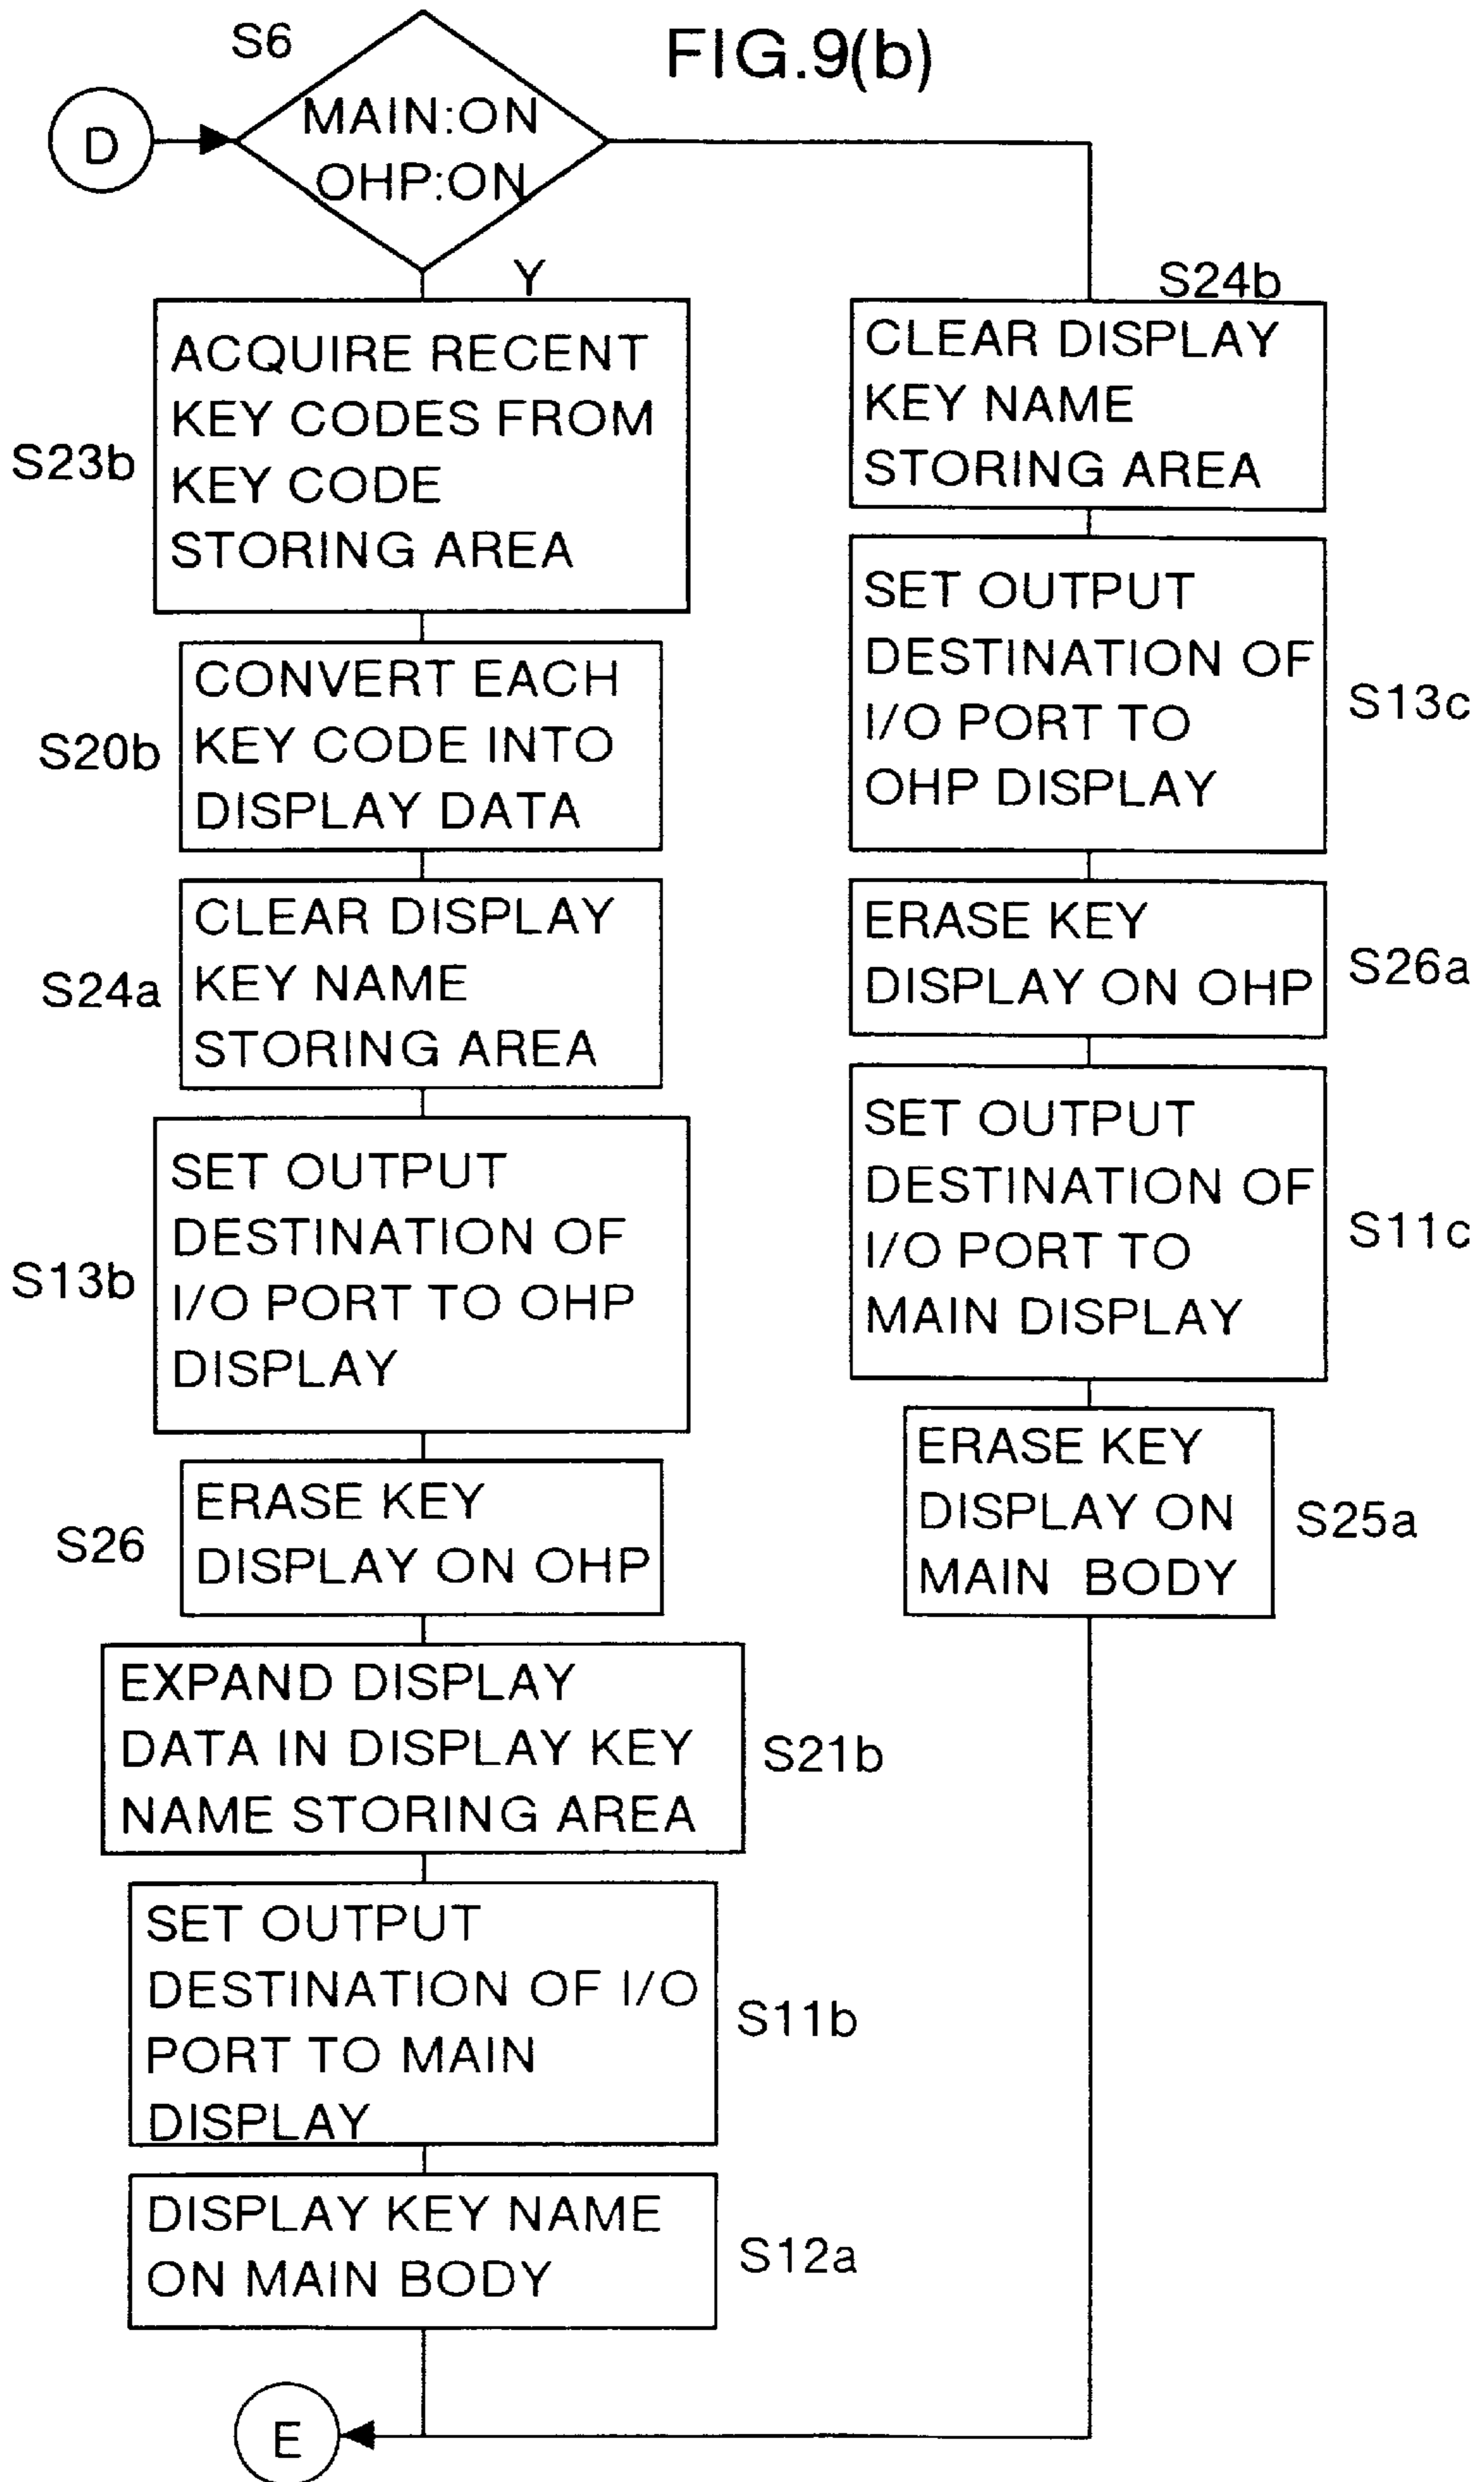 FIG.9(b)
S6
D
MAIN:ON
OHP:ON
Y
S23b
ACQUIRE RECENT
KEY CODES FROM
KEY CODE
STORING AREA
S20b
CONVERT EACH
KEY CODE INTO
DISPLAY DATA
S24a
CLEAR DISPLAY
KEY NAME
STORING AREA
S13b
SET OUTPUT
DESTINATION OF
I/O PORT TO OHP
DISPLAY
S26
ERASE KEY
DISPLAY ON OHP
EXPAND DISPLAY
DATA IN DISPLAY KEY
NAME STORING AREA
S21b
SET OUTPUT
DESTINATION OF I/O
PORT TO MAIN
DISPLAY
S11b
DISPLAY KEY NAME
ON MAIN BODY
S12a
S24b
CLEAR DISPLAY
KEY NAME
STORING AREA
SET OUTPUT
DESTINATION OF
I/O PORT TO
OHP DISPLAY
S13c
ERASE KEY
DISPLAY ON OHP
S26a
SET OUTPUT
DESTINATION OF
I/O PORT TO
MAIN DISPLAY
S11c
ERASE KEY
DISPLAY ON
MAIN BODY
S25a
E